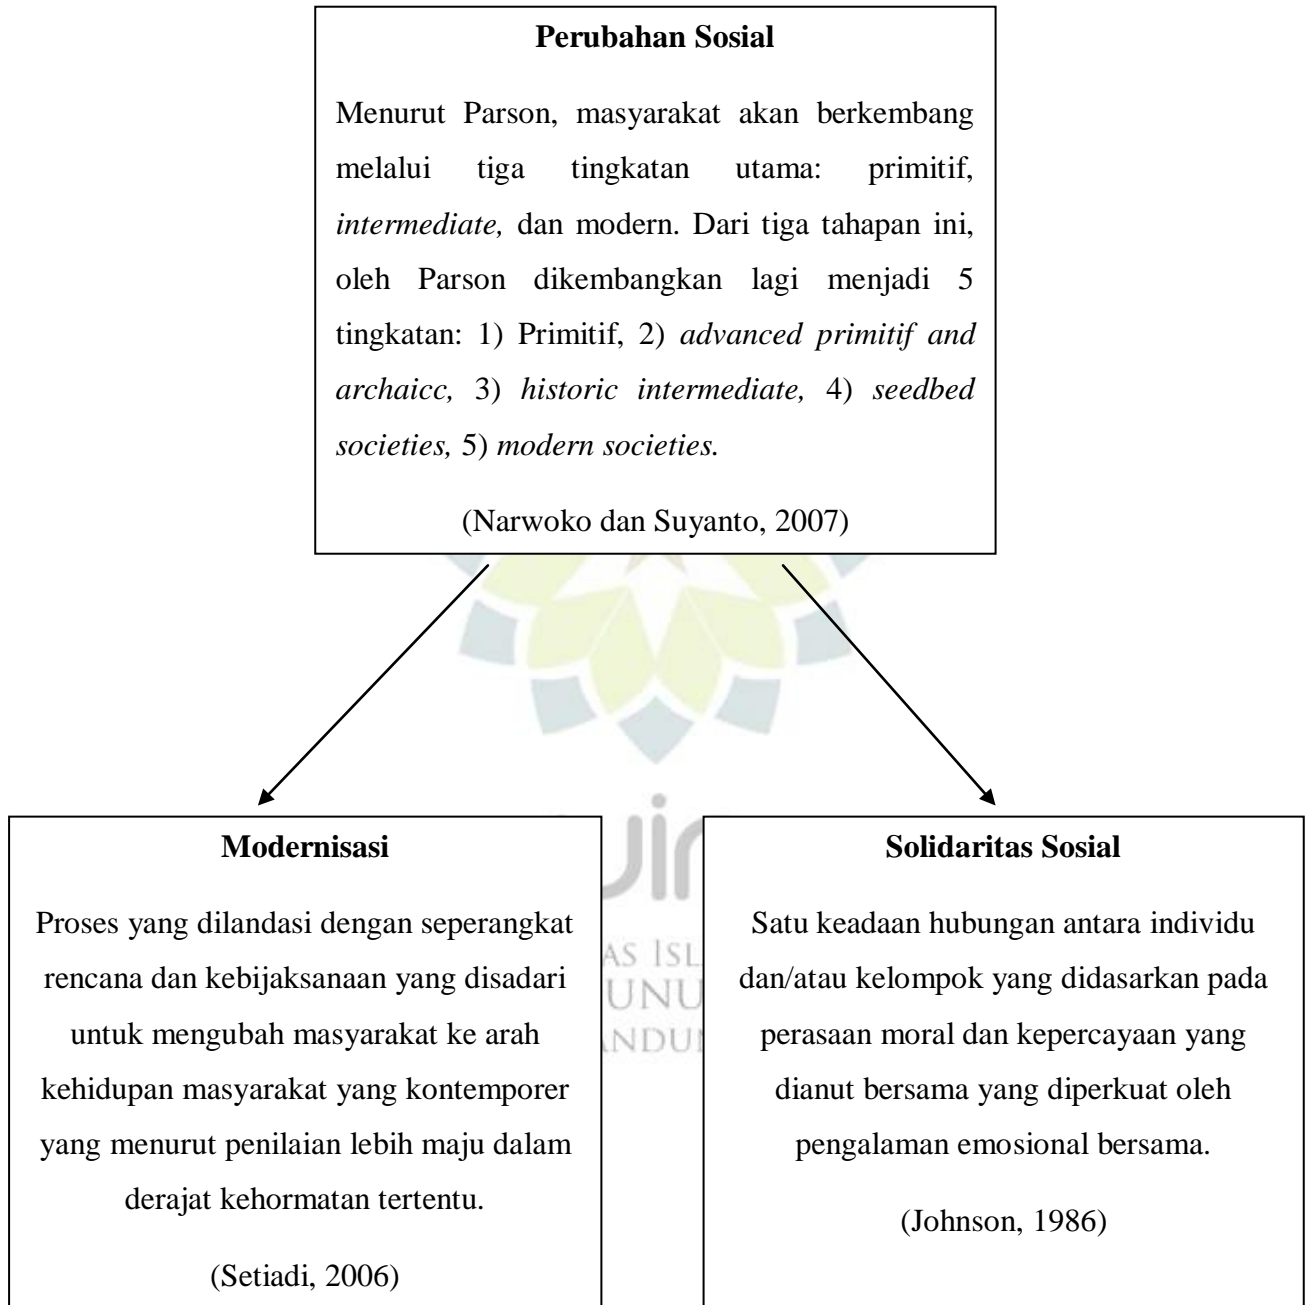 Perubahan Sosial
Menurut Parson, masyarakat akan berkembang
melalui tiga tingkatan utama: primitif,
intermediate, dan modern. Dari tiga tahapan ini,
oleh Parson dikembangkan lagi menjadi 5
tingkatan: 1) Primitif, 2) advanced primitif and
archaicc, 3) historic intermediate, 4) seedbed
societies, 5) modern societies.
(Narwoko dan Suyanto, 2007)
Modernisasi
Proses yang dilandasi dengan seperangkat
rencana dan kebijaksanaan yang disadari
untuk mengubah masyarakat ke arah
kehidupan masyarakat yang kontemporer
yang menurut penilaian lebih maju dalam
derajat kehormatan tertentu.
(Setiadi, 2006)
Solidaritas Sosial
Satu keadaan hubungan antara individu
dan/atau kelompok yang didasarkan pada
perasaan moral dan kepercayaan yang
dianut bersama yang diperkuat oleh
pengalaman emosional bersama.
(Johnson, 1986)